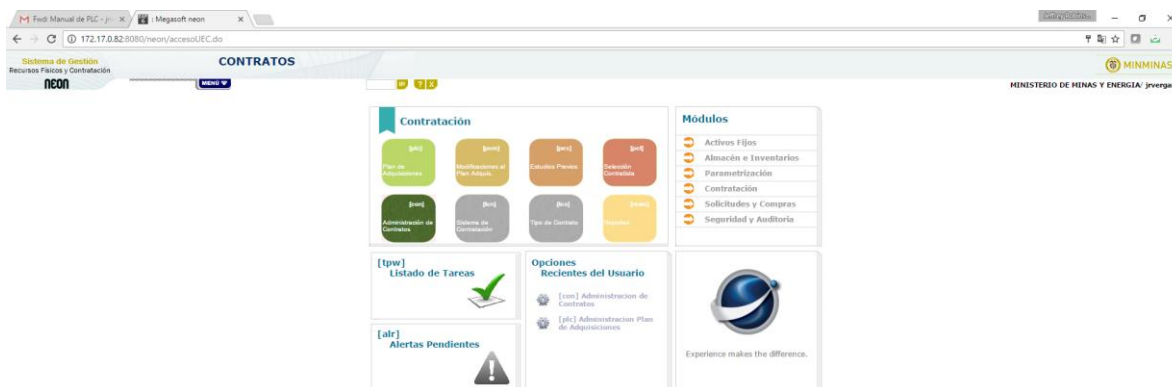 Fwd: Manual de PLC - jr
: Megasoft neon
172.17.0.82:8080/neon/accesoUEC.do
Sistema de Gestión
Recursos Físicos y Contratación
neon
CONTRATOS
MENÚ
IR ? X
MINMINAS
MINISTERIO DE MINAS Y ENERGIA/ jrverga
Contratación
[plc]
Plan de
Adquisiciones
Modificaciones al
Plan Adquis.
Estudios Previos
Selección
Contratista
[con]
Administración de
Contratos
Sistema de
Contratación
Tipo de Contrato
Módulos
Activos Fijos
Almacén e Inventarios
Parametrización
Contratación
Solicitudes y Compras
Seguridad y Auditoria
[tpw]
Listado de Tareas
[alr]
Alertas Pendientes
Opciones
Recientes del Usuario
[con] Administracion de
Contratos
[plc] Administracion Plan
de Adquisiciones
Experience makes the difference.